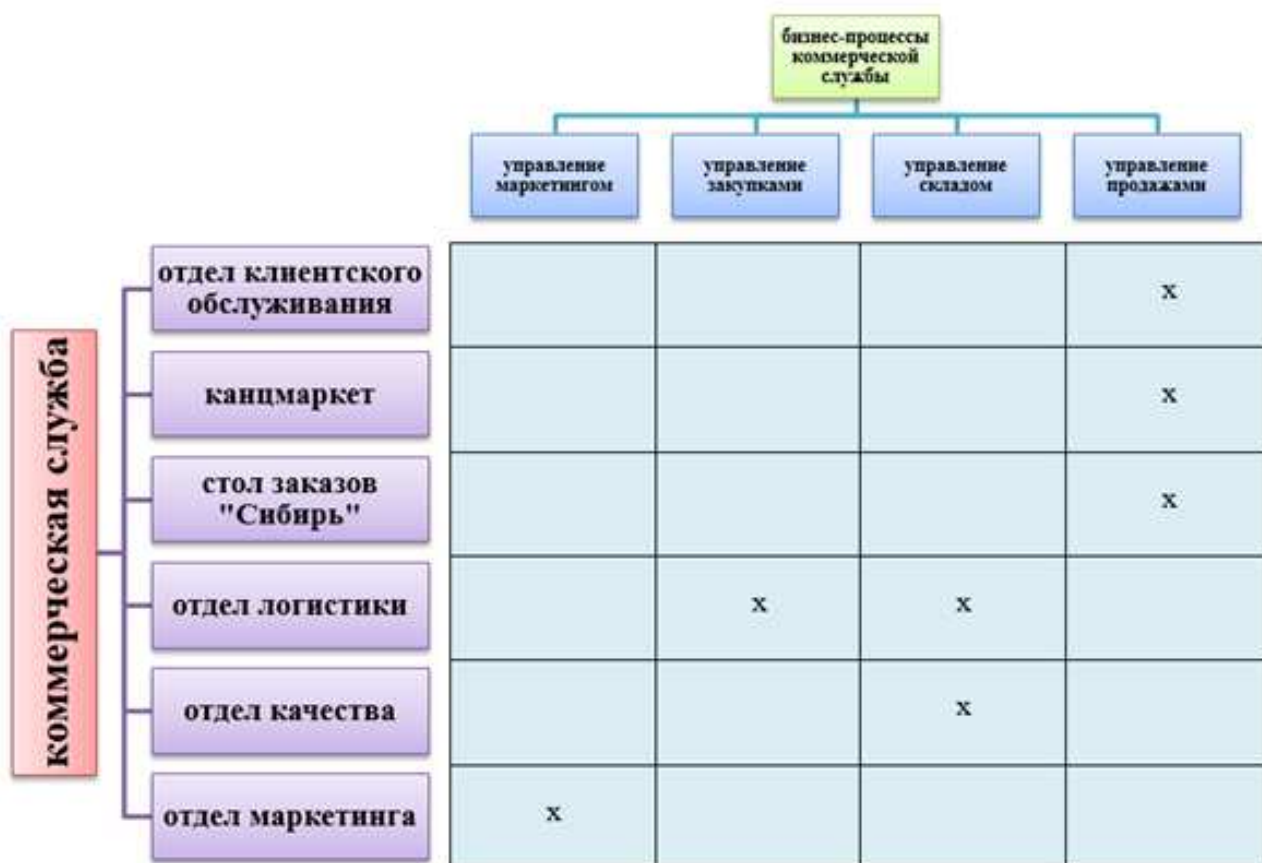 бизнес-процессы
коммерческой
службы
управление
маркетингом
управление
закупками
управление
складом
управление
продажами
коммерческая служба
отдел клиентского
обслуживания
x
канцмаркет
x
стол заказов
"Сибирь"
x
отдел логистики
x
x
отдел качества
x
отдел маркетинга
x